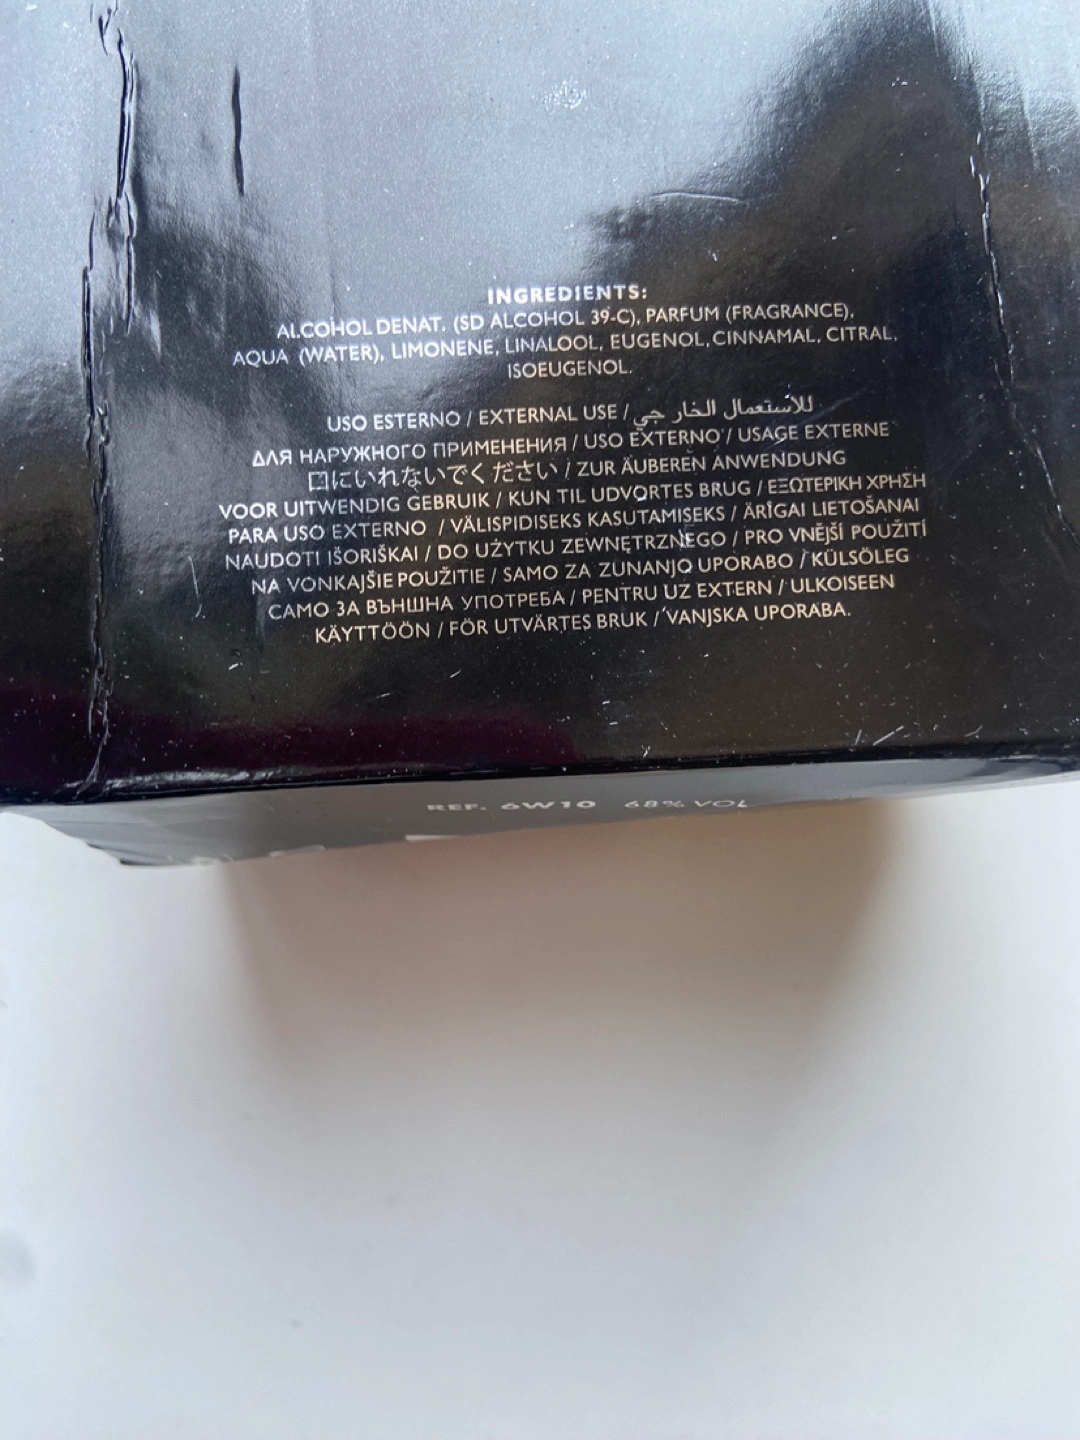 INGREDIENTS:
ALCOHOL DENAT. (SD ALCOHOL 39-C), PARFUM (FRAGRANCE),
AQUA (WATER), LIMONENE, LINALOOL, EUGENOL, CINNAMAL, CITRAL,
ISOEUGENOL.
USO ESTERNO / EXTERNAL USE / للاستعمال الخار جي
ДЛЯ НАРУЖНОГО ПРИМЕНЕНИЯ / USO EXTERNO / USAGE EXTERNE
口にいれないでください / ZUR ÄUBEREN ANWENDUNG
VOOR UITWENDIG GEBRUIK / KUN TIL UDVORTES BRUG / ΕΞΩΤΕΡΙΚΗ ΧΡΗΣΗ
PARA USO EXTERNO / VÄLISPIDISEKS KASUTAMISEKS / ĀRĪGAI LIETOŠANAI
NAUDOTI IŠORIŠKAI / DO UŻYTKU ZEWNĘTRZNEGO / PRO VNĚJŠÍ POUŽITÍ
NA VONKAJŠIE POUŽITIE / SAMO ZA ZUNANJO UPORABO / KÜLSÖLEG
САМО ЗА ВЪНШНА УПОТРЕБА / PENTRU UZ EXTERN / ULKOISEEN
KÄYTTÖÖN / FÖR UTVÄRTES BRUK / VANJSKA UPORABA.
REF. 6W10 68% VOL